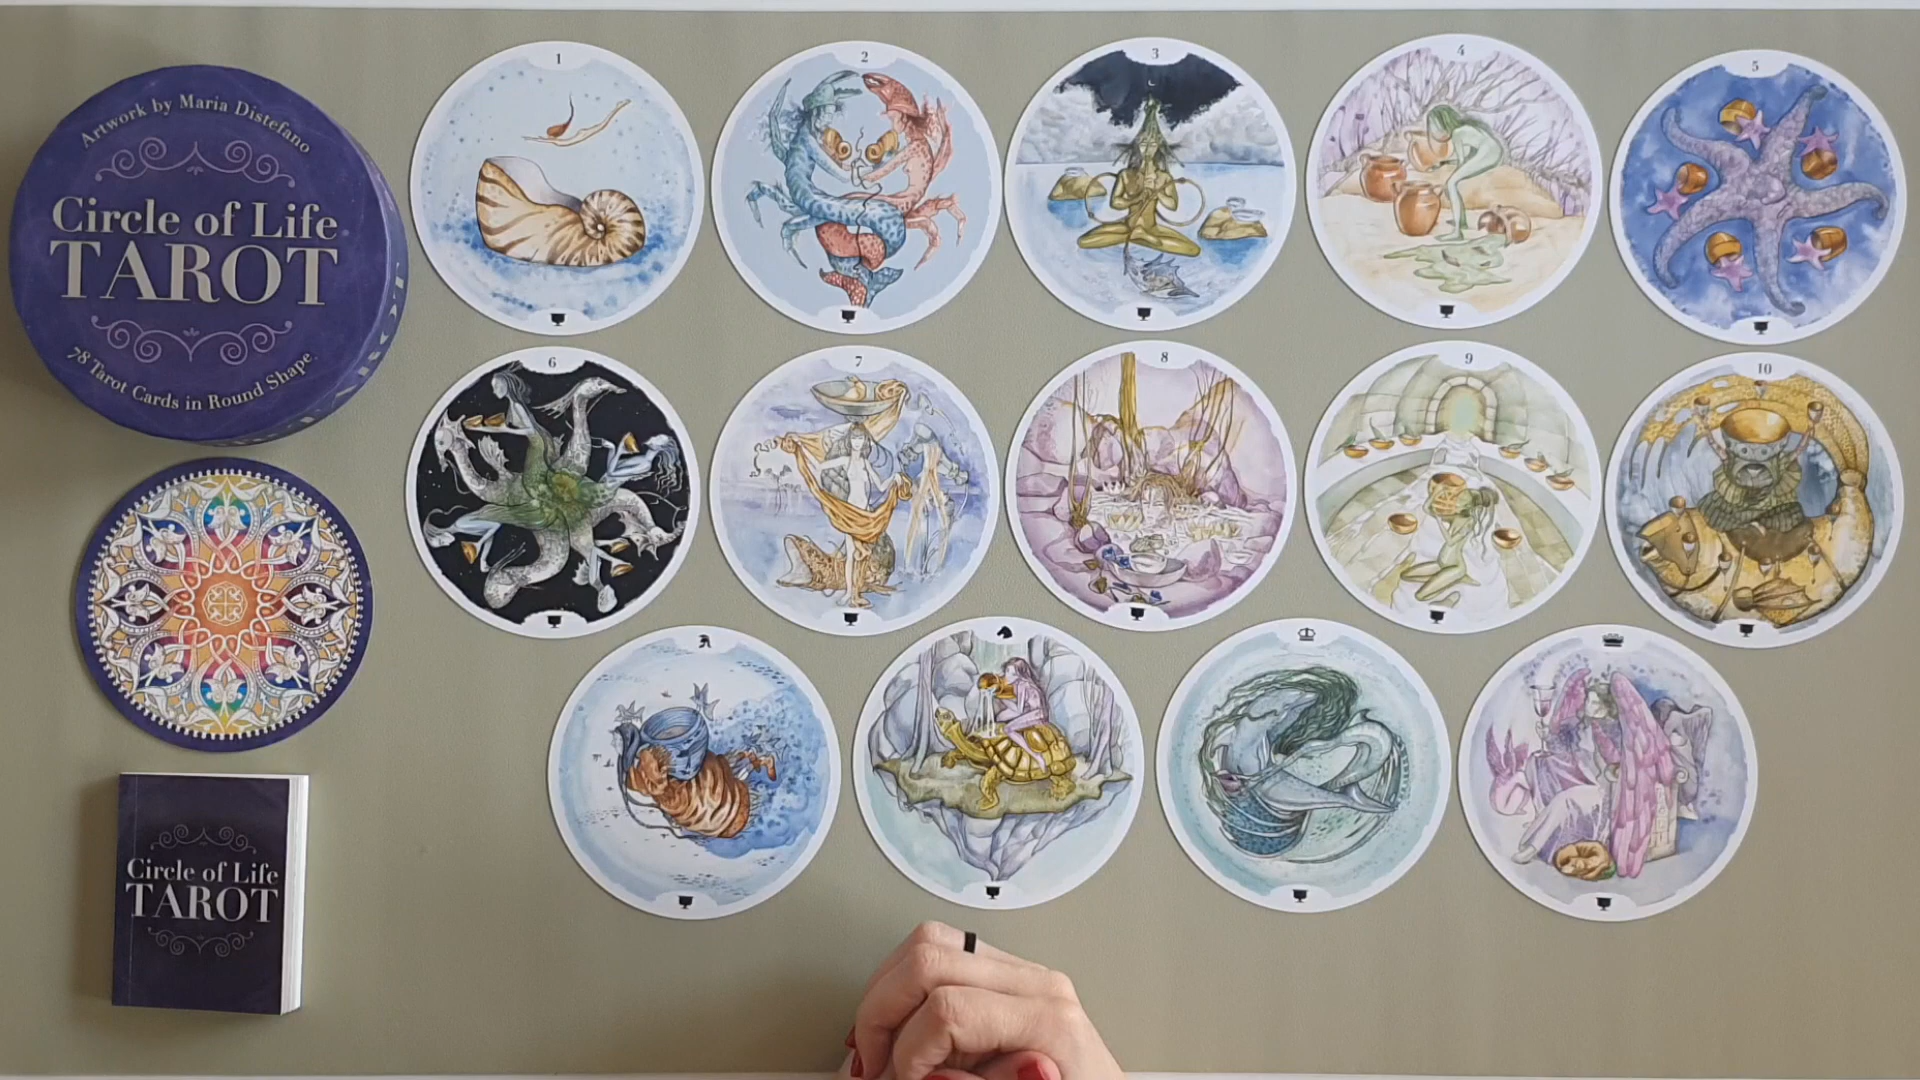 Artwork by Maria Distefano
Circle of Life
TAROT
78 Tarot Cards in Round Shape
1
2
3
4
5
6
7
8
9
10
Circle of Life
TAROT